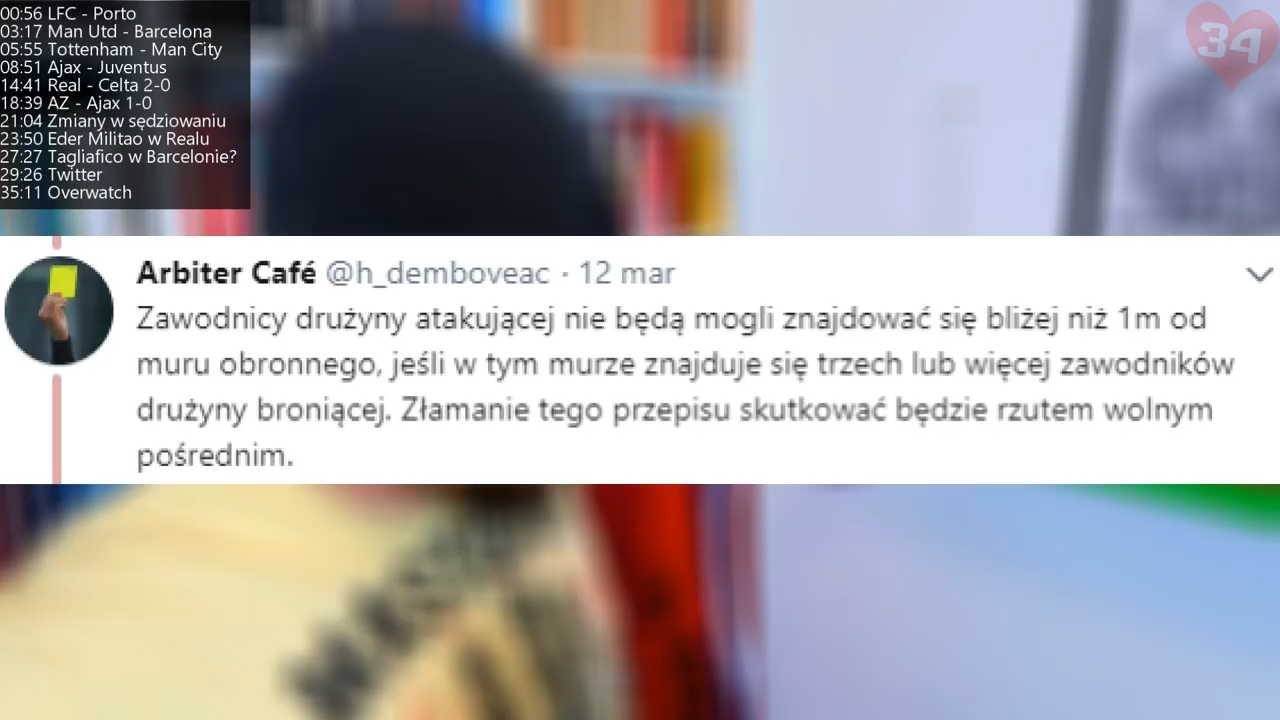 00:56 LFC - Porto
03:17 Man Utd - Barcelona
05:55 Tottenham - Man City
08:51 Ajax - Juventus
14:41 Real - Celta 2-0
18:39 AZ - Ajax 1-0
21:04 Zmiany w sędziowaniu
23:50 Eder Militao w Realu
27:27 Tagliafico w Barcelonie?
29:26 Twitter
35:11 Overwatch
34
Arbiter Café @h_demboveac · 12 mar
Zawodnicy drużyny atakującej nie będą mogli znajdować się bliżej niż 1m od
muru obronnego, jeśli w tym murze znajduje się trzech lub więcej zawodników
drużyny broniącej. Złamanie tego przepisu skutkować będzie rzutem wolnym
pośrednim.